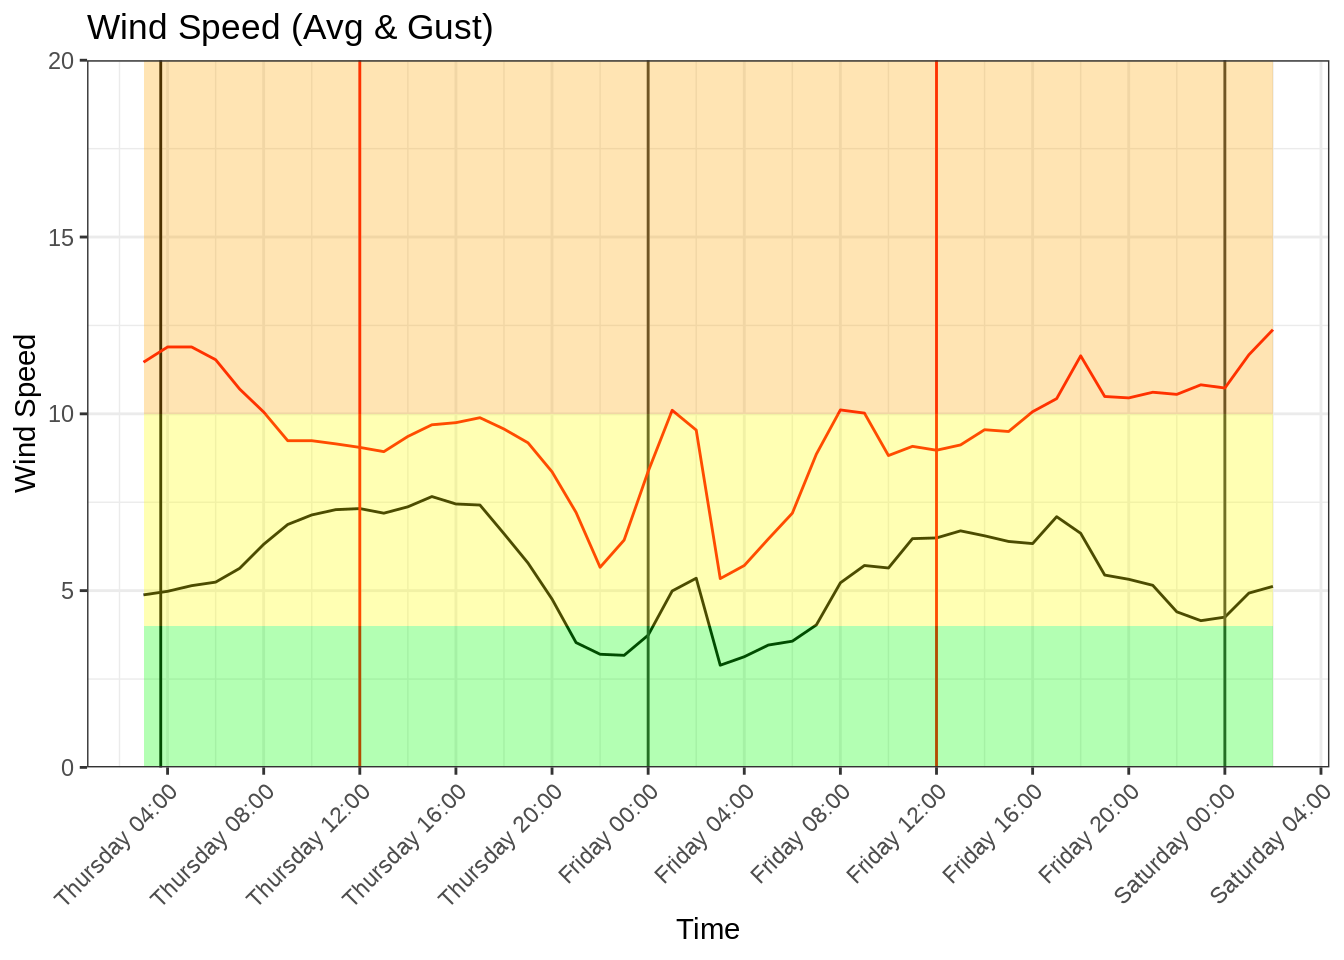 Wind Speed (Avg & Gust)
20
15
10
5
0
Wind Speed
Thursday 04:00
Thursday 08:00
Thursday 12:00
Thursday 16:00
Thursday 20:00
Friday 00:00
Friday 04:00
Friday 08:00
Friday 12:00
Friday 16:00
Friday 20:00
Saturday 00:00
Saturday 04:00
Time